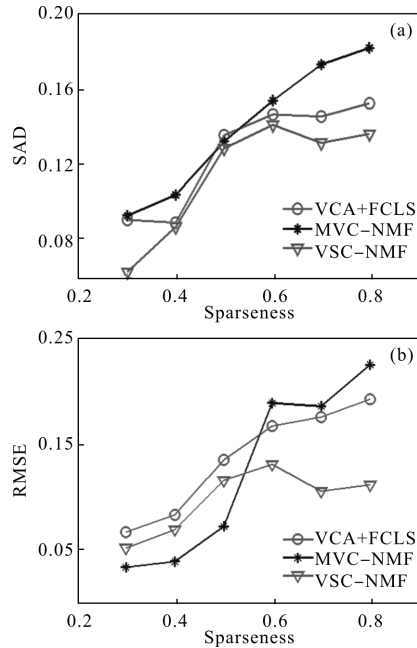 0.20
(a)
0.16
SAD
0.12
0.08
VCA+FCLS
MVC-NMF
VSC-NMF
0.2 0.4 0.6 0.8
Sparseness
0.25
(b)
RMSE
0.15
0.05
VCA+FCLS
MVC-NMF
VSC-NMF
0.2 0.4 0.6 0.8
Sparseness